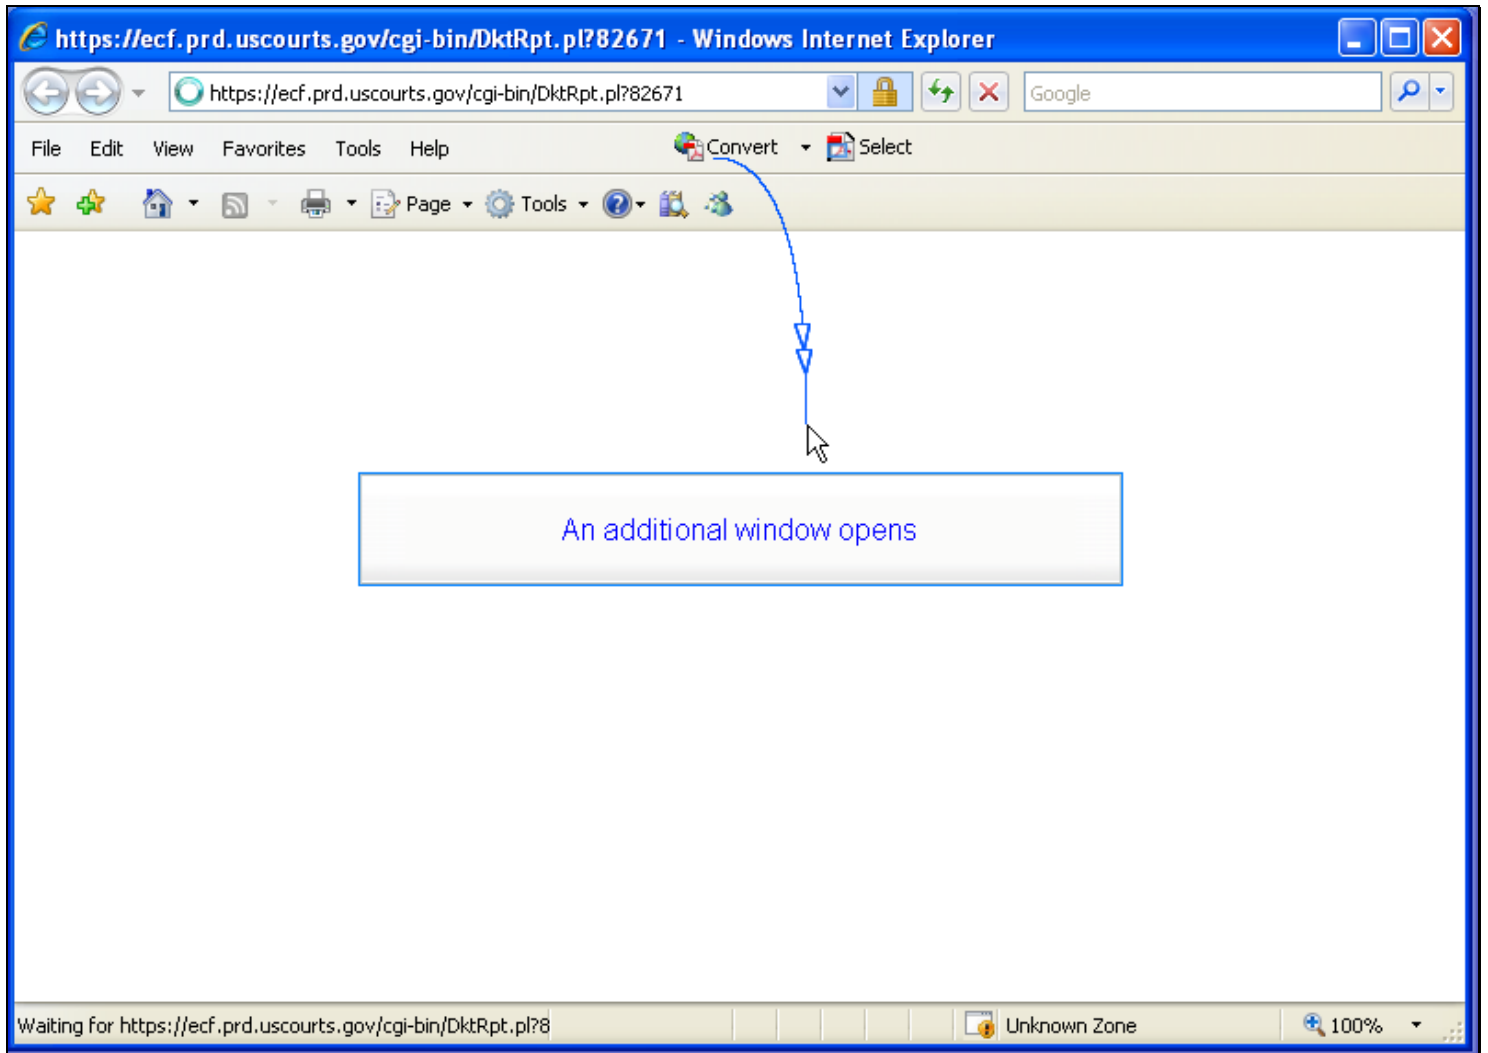 https://ecf.prd.uscourts.gov/cgi-bin/DktRpt.pl?82671 - Windows Internet Explorer
https://ecf.prd.uscourts.gov/cgi-bin/DktRpt.pl?82671 Google
File Edit View Favorites Tools Help Convert Select
Page Tools
An additional window opens
Waiting for https://ecf.prd.uscourts.gov/cgi-bin/DktRpt.pl?8 Unknown Zone 100%